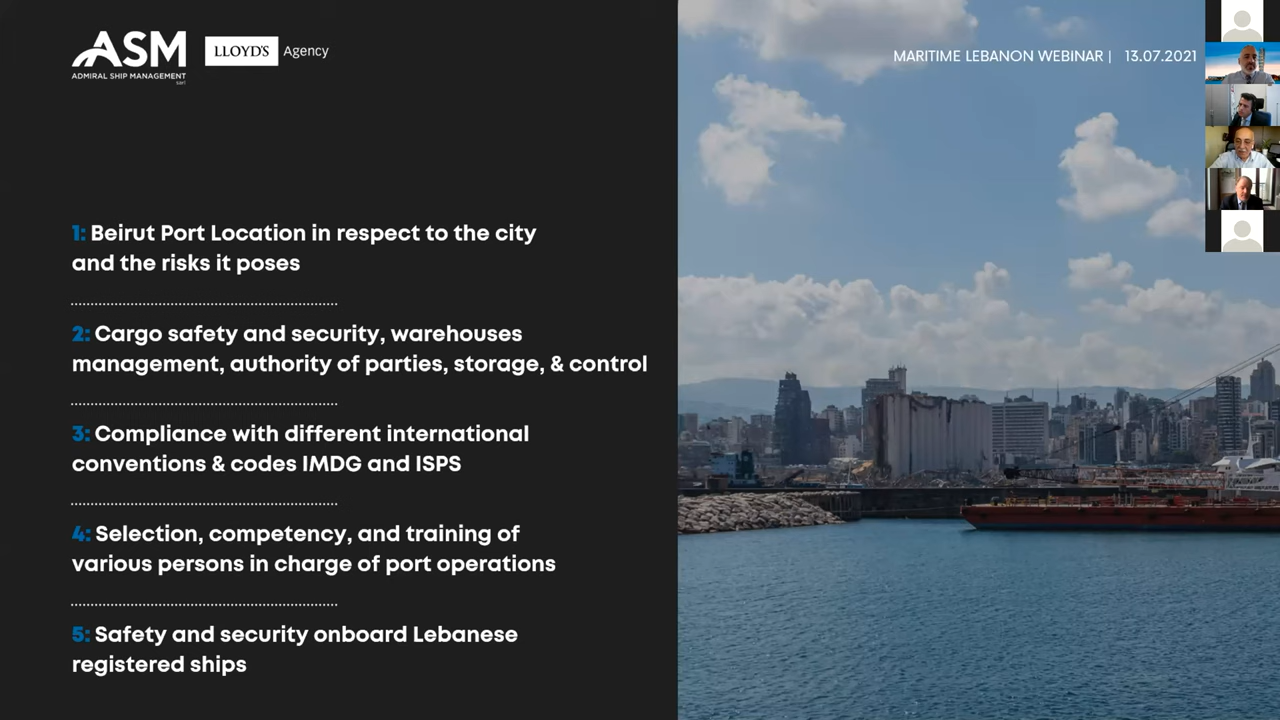 ASM
ADMIRAL SHIP MANAGEMENT
sarl
LLOYD'S Agency
MARITIME LEBANON WEBINAR | 13.07.2021
1: Beirut Port Location in respect to the city
and the risks it poses
2: Cargo safety and security, warehouses
management, authority of parties, storage, & control
3: Compliance with different international
conventions & codes IMDG and ISPS
4: Selection, competency, and training of
various persons in charge of port operations
5: Safety and security onboard Lebanese
registered ships